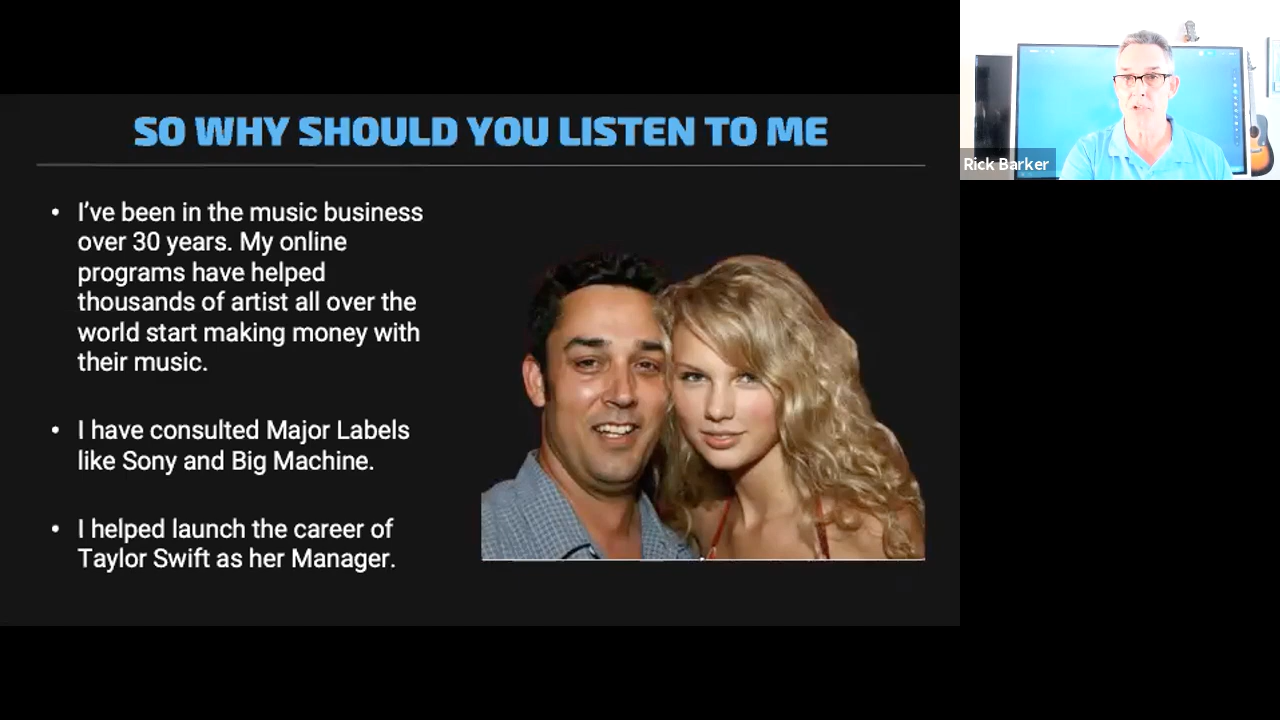 SO WHY SHOULD YOU LISTEN TO ME
• I’ve been in the music business
over 30 years. My online
programs have helped
thousands of artist all over the
world start making money with
their music.
• I have consulted Major Labels
like Sony and Big Machine.
• I helped launch the career of
Taylor Swift as her Manager.
Rick Barker